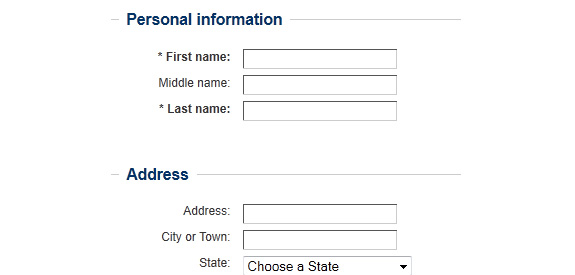 Personal information
* First name:
Middle name:
* Last name:
Address
Address:
City or Town:
State: Choose a State